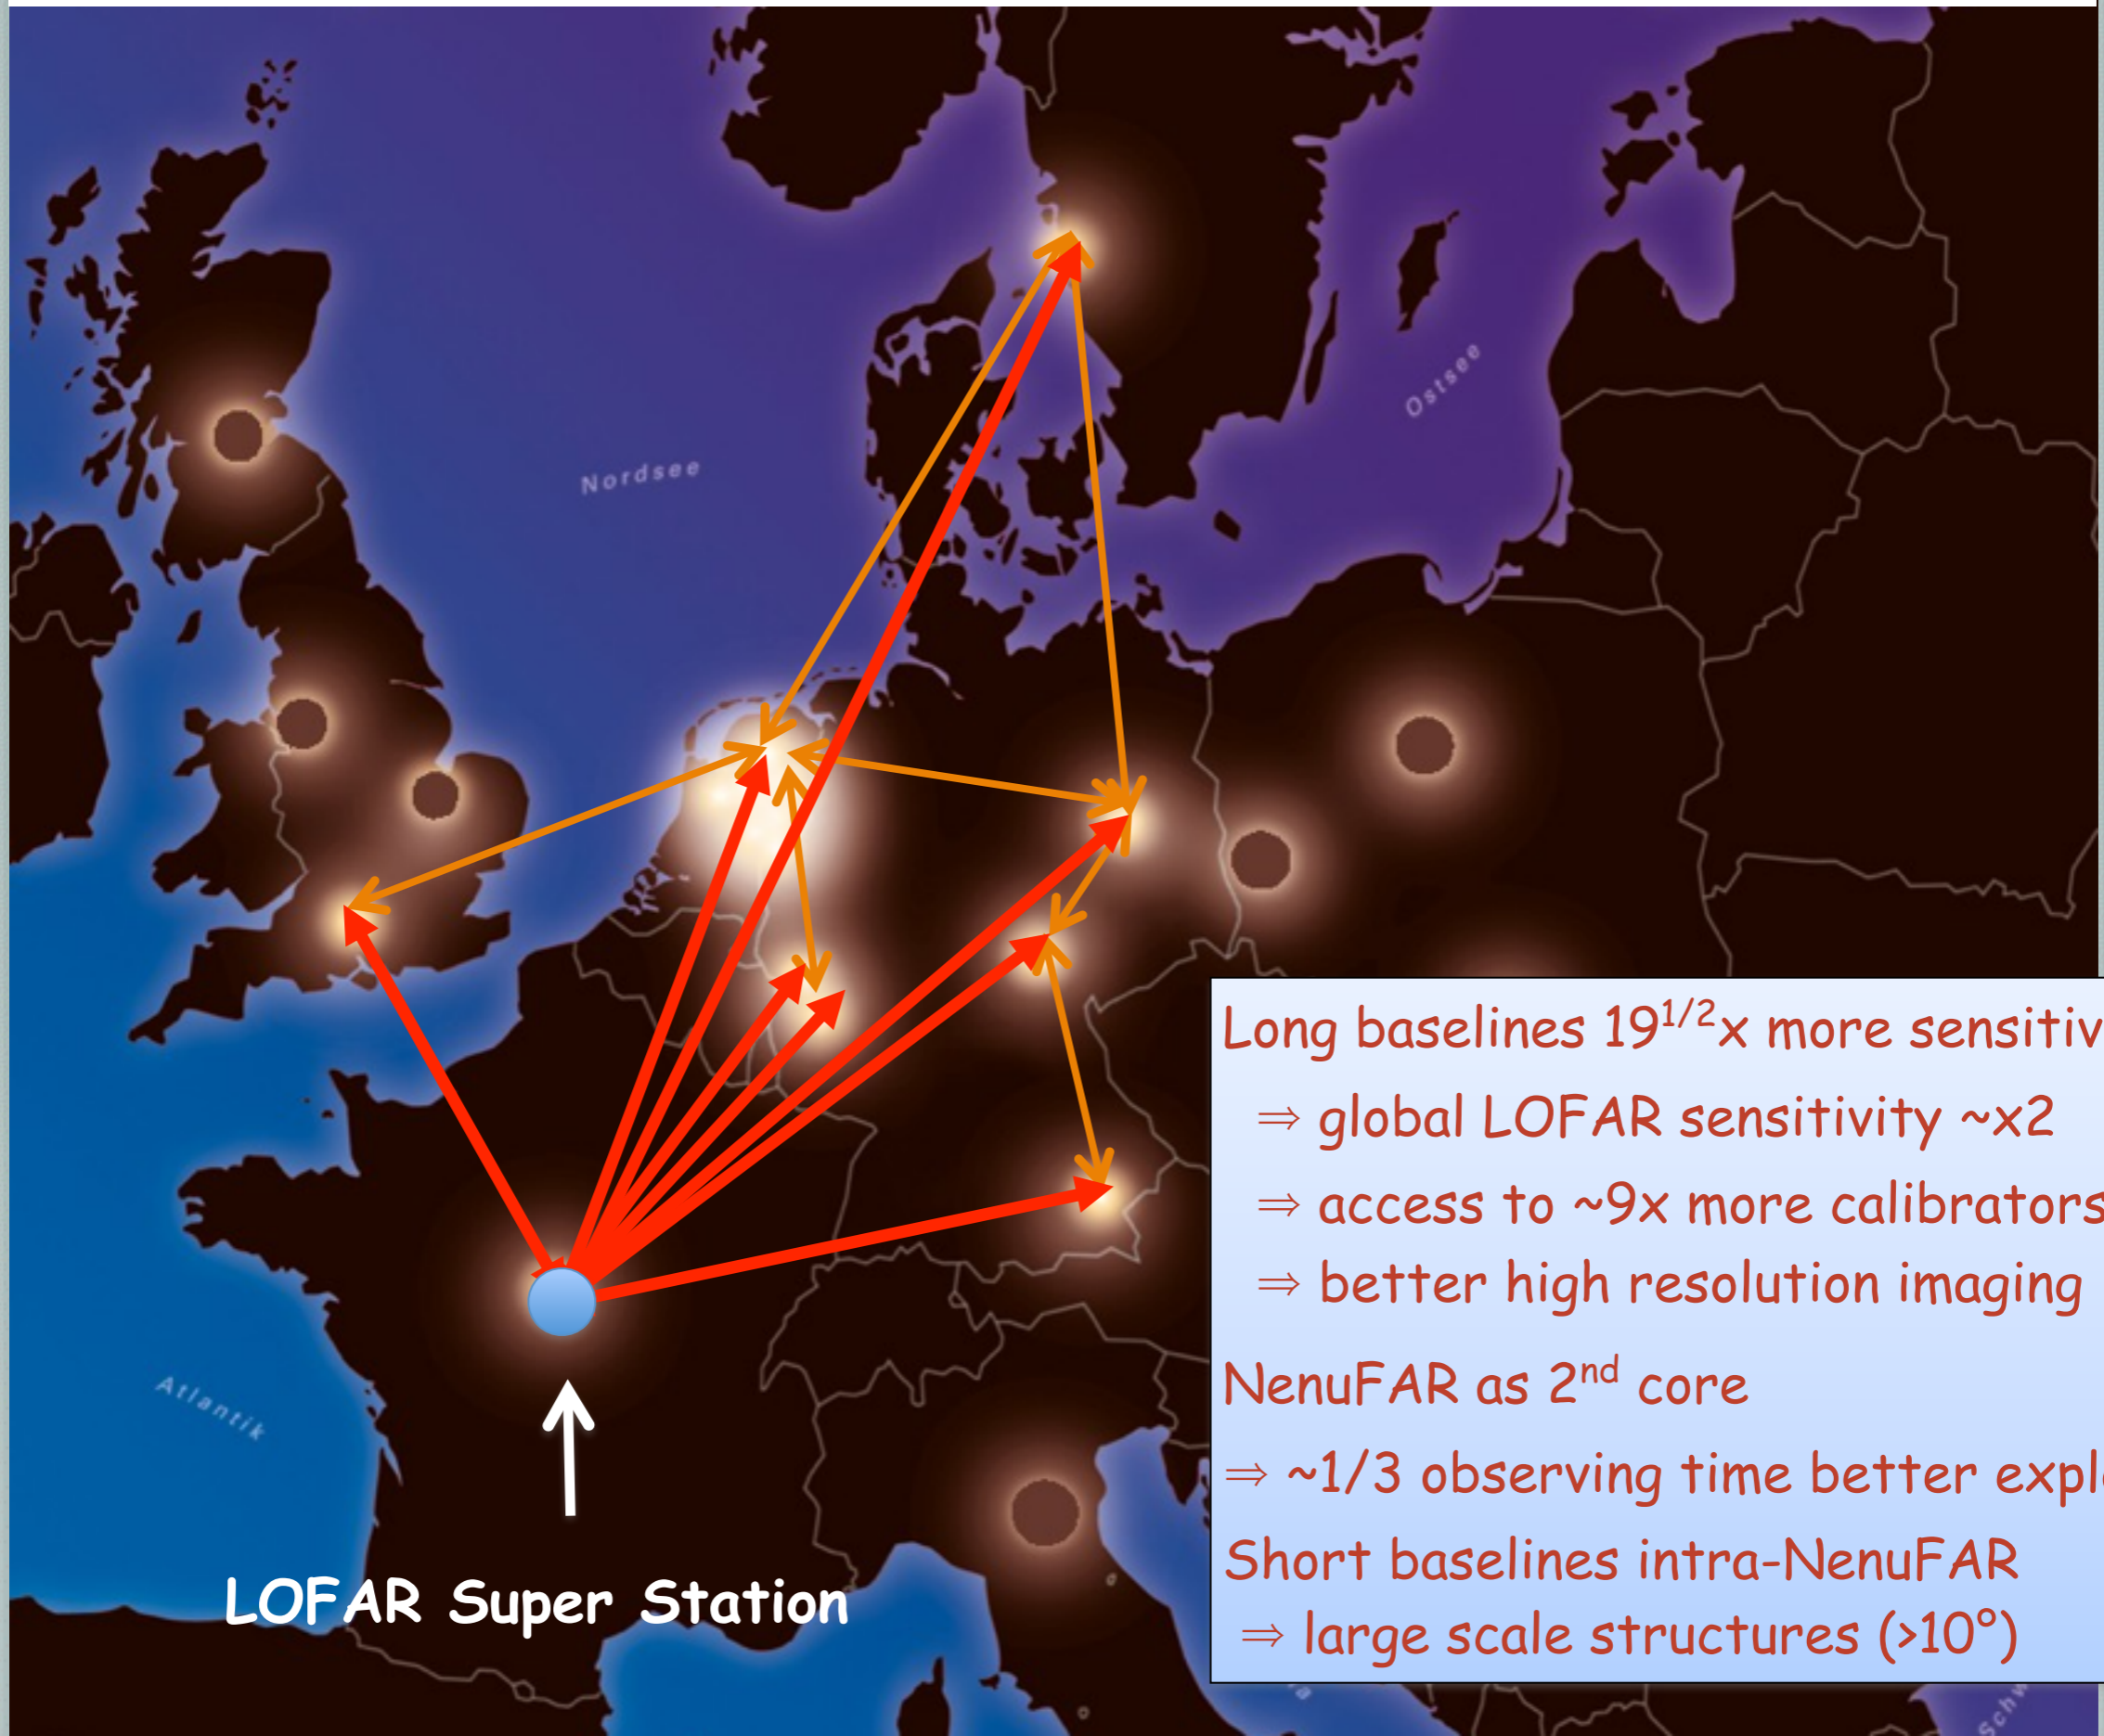 Ostsee
Nordsee
Long baselines 19^1/2x more sensitiv
⇒ global LOFAR sensitivity ~x2
⇒ access to ~9x more calibrators
⇒ better high resolution imaging
NenuFAR as 2nd core
⇒ ~1/3 observing time better expl
Short baselines intra-NenuFAR
⇒ large scale structures (>10°)
Atlantik
LOFAR Super Station